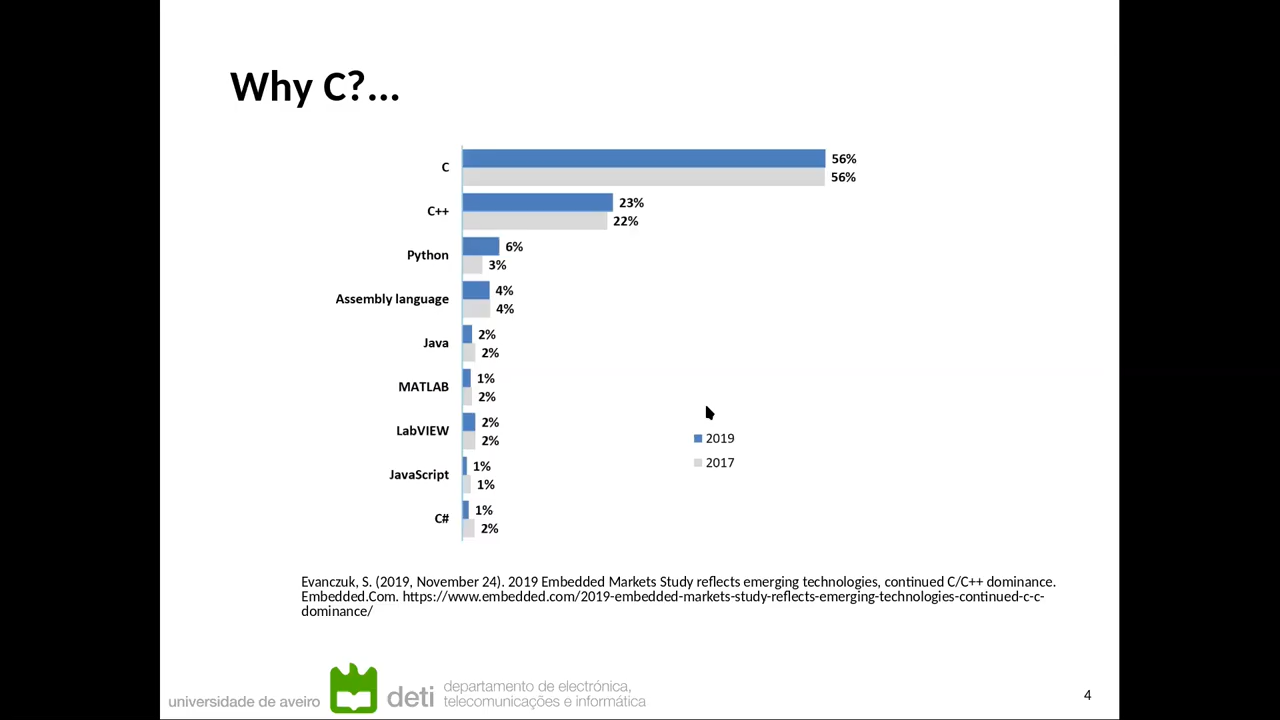 Why C?...
C
56%
56%
C++
23%
22%
Python
6%
3%
Assembly language
4%
4%
Java
2%
2%
MATLAB
1%
2%
LabVIEW
2%
2%
JavaScript
1%
1%
C#
1%
2%
2019
2017
Evanczuk, S. (2019, November 24). 2019 Embedded Markets Study reflects emerging technologies, continued C/C++ dominance.
Embedded.Com. https://www.embedded.com/2019-embedded-markets-study-reflects-emerging-technologies-continued-c-c-
dominance/
universidade de aveiro
deti
departamento de electrónica,
telecomunicações e informática
4